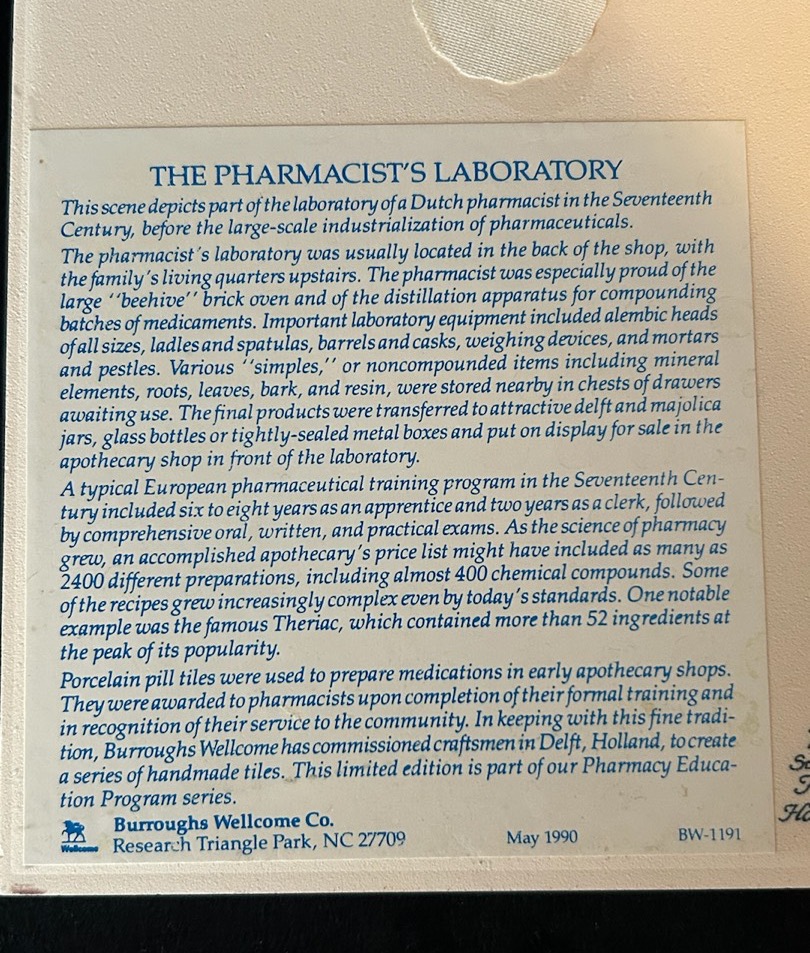 THE PHARMACIST'S LABORATORY
This scene depicts part of the laboratory of a Dutch pharmacist in the Seventeenth
Century, before the large-scale industrialization of pharmaceuticals.
The pharmacist's laboratory was usually located in the back of the shop, with
the family's living quarters upstairs. The pharmacist was especially proud of the
large ''beehive'' brick oven and of the distillation apparatus for compounding
batches of medicaments. Important laboratory equipment included alembic heads
of all sizes, ladles and spatulas, barrels and casks, weighing devices, and mortars
and pestles. Various ''simples,'' or noncompounded items including mineral
elements, roots, leaves, bark, and resin, were stored nearby in chests of drawers
awaiting use. The final products were transferred to attractive delft and majolica
jars, glass bottles or tightly-sealed metal boxes and put on display for sale in the
apothecary shop in front of the laboratory.
A typical European pharmaceutical training program in the Seventeenth Cen-
tury included six to eight years as an apprentice and two years as a clerk, followed
by comprehensive oral, written, and practical exams. As the science of pharmacy
grew, an accomplished apothecary's price list might have included as many as
2400 different preparations, including almost 400 chemical compounds. Some
of the recipes grew increasingly complex even by today's standards. One notable
example was the famous Theriac, which contained more than 52 ingredients at
the peak of its popularity.
Porcelain pill tiles were used to prepare medications in early apothecary shops.
They were awarded to pharmacists upon completion of their formal training and
in recognition of their service to the community. In keeping with this fine tradi-
tion, Burroughs Wellcome has commissioned craftsmen in Delft, Holland, to create
a series of handmade tiles. This limited edition is part of our Pharmacy Educa-
tion Program series.
Burroughs Wellcome Co.
Research Triangle Park, NC 27709 May 1990 BW-1191
Wellcome